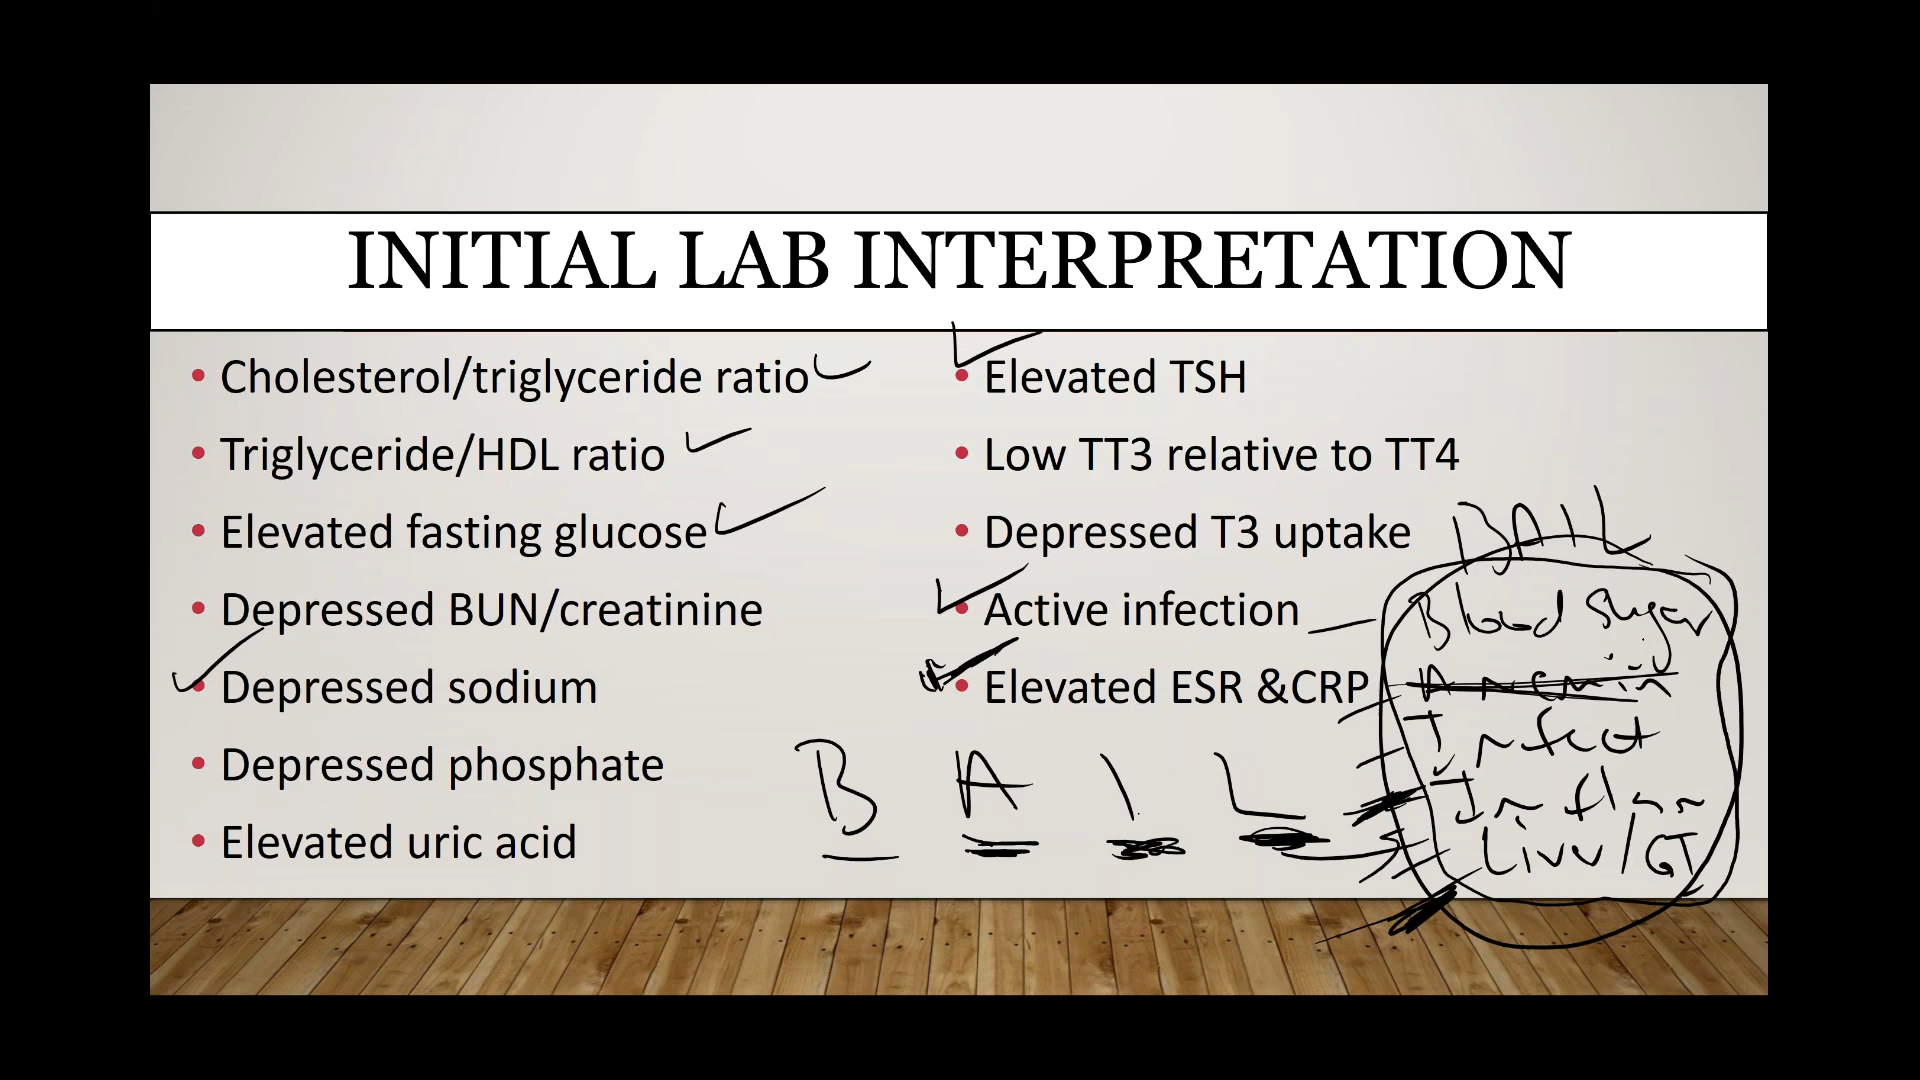 INITIAL LAB INTERPRETATION
• Cholesterol/triglyceride ratio
• Triglyceride/HDL ratio
• Elevated fasting glucose
• Depressed BUN/creatinine
• Depressed sodium
• Depressed phosphate
• Elevated uric acid
• Elevated TSH
• Low TT3 relative to TT4
• Depressed T3 uptake
• Active infection
• Elevated ESR &CRP
B A I L
BAIL
Blood Sugar
Infect
Inflam